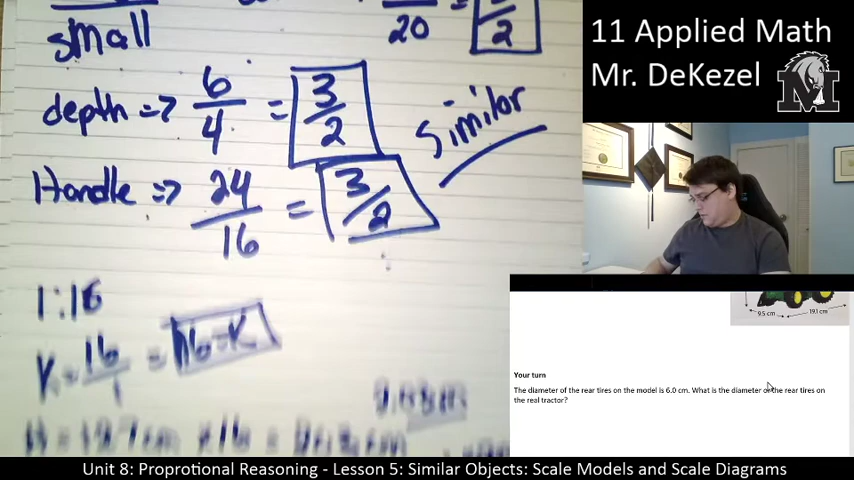 small
20
2
depth => 6/4 = 3/2
Similar
Handle => 24/16 = 3/2
1:16
K = 16/1 = 16=K
11 Applied Math
Mr. DeKezel
M
9.5 cm
19.1 cm
Your turn
The diameter of the rear tires on the model is 6.0 cm. What is the diameter of the rear tires on
the real tractor?
Unit 8: Proprotional Reasoning - Lesson 5: Similar Objects: Scale Models and Scale Diagrams